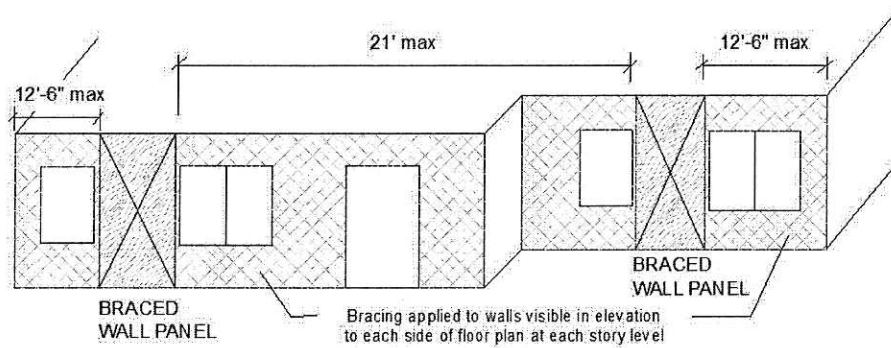 21' max
12'-6" max
12'-6" max
BRACED
WALL PANEL
BRACED
WALL PANEL
Bracing applied to walls visible in elevation
to each side of floor plan at each story level